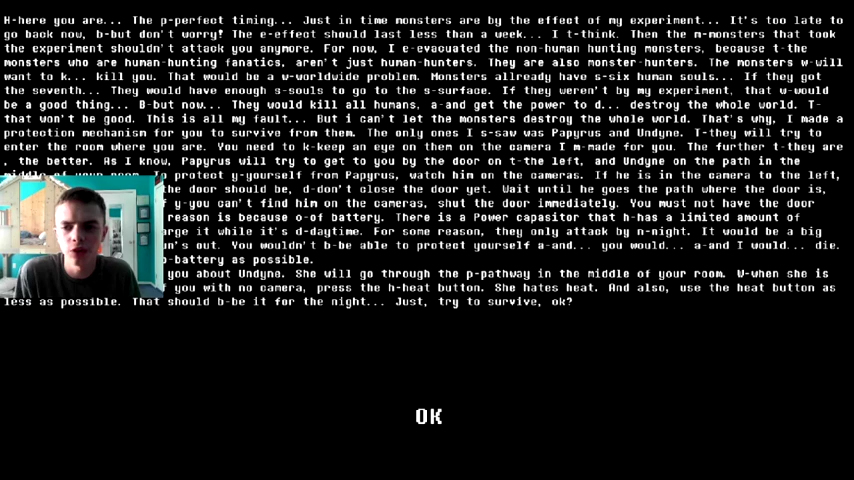 H-here you are... The p-perfect timing... Just in time monsters are by the effect of my experiment... It's too late to
go back now, b-but don't worry! The e-effect should last less than a week... I t-think. Then the m-monsters that took
the experiment shouldn't attack you anymore. For now, I e-evacuated the non-human hunting monsters, because t-the
monsters who are human-hunting fanatics, aren't just human-hunters. They are also monster-hunters. The monsters w-will
want to k... kill you. That would be a w-worldwide problem. Monsters allready have s-six human souls... If they got
the seventh... They would have enough s-souls to go to the s-surface. If they weren't by my experiment, that w-would
be a good thing... B-but now... They would kill all humans, a-and get the power to d... destroy the whole world. T-
that won't be good. This is all my fault... But i can't let the monsters destroy the whole world. That's why, I made a
protection mechanism for you to survive from them. The only ones I s-saw was Papyrus and Undyne. T-they will try to
enter the room where you are. You need to k-keep an eye on them on the camera I m-made for you. The further t-they are
, the better. As I know, Papyrus will try to get to you by the door on t-the left, and Undyne on the path in the
middle of your room. To protect y-yourself from Papyrus, watch him on the camera. If he is in the camera to the left,
the door should be, d-don't close the door yet. Wait until he goes the path where the door is,
f y-you can't find him on the cameras, shut the door immediately. You must not have the door
reason is because o-of battery. There is a Power capasitor that h-has a limited amount of
arge it while it's d-daytime. For some reason, they only attack by n-night. It would be a big
n's out. You wouldn't b-be able to protect yourself a-and... you would... a-and I would... die.
-battery as possible.
you about Undyne. She will go through the p-pathway in the middle of your room. W-when she is
f you with no camera, press the h-heat button. She hates heat. And also, use the heat button as
less as possible. That should b-be it for the night... Just, try to survive, ok?
OK